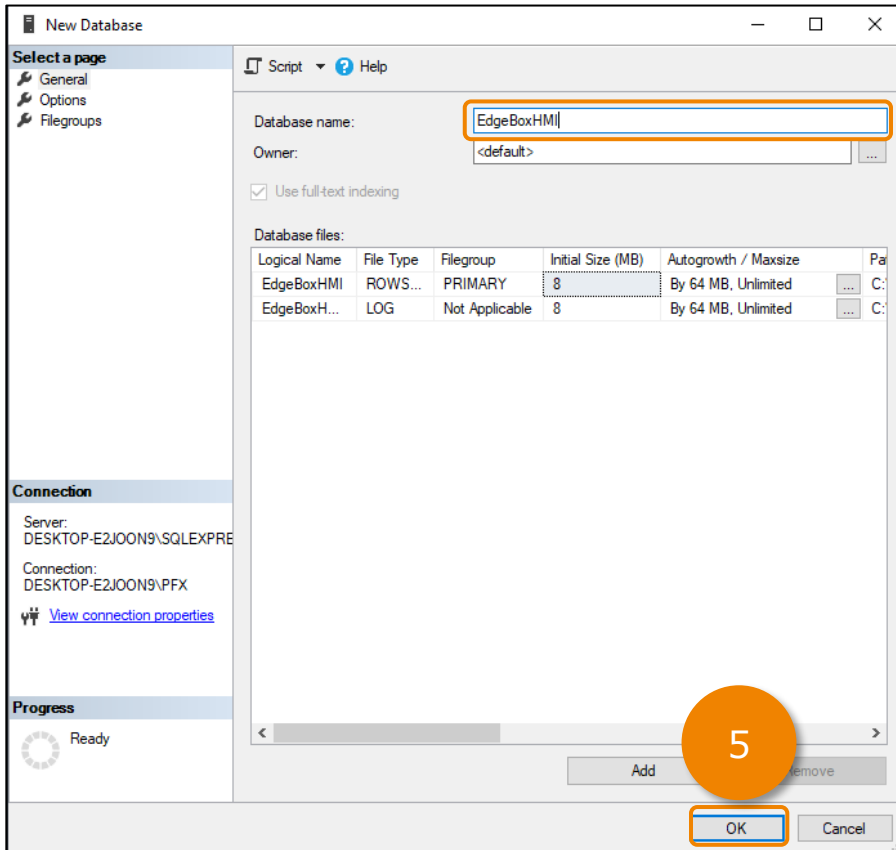 New Database
Select a page
General
Options
Filegroups
Script
Help
Database name:
EdgeBoxHMI
Owner:
<default>
...
Use full-text indexing
Database files:
Logical Name File Type Filegroup Initial Size (MB) Autogrowth / Maxsize Pa
EdgeBoxHMI ROWS... PRIMARY 8 By 64 MB, Unlimited ... C:\
EdgeBoxH... LOG Not Applicable 8 By 64 MB, Unlimited ... C:\
Connection
Server:
DESKTOP-E2JOON9\SQLEXPRE
Connection:
DESKTOP-E2JOON9\PFX
View connection properties
Progress
Ready
5
Add
emove
OK
Cancel